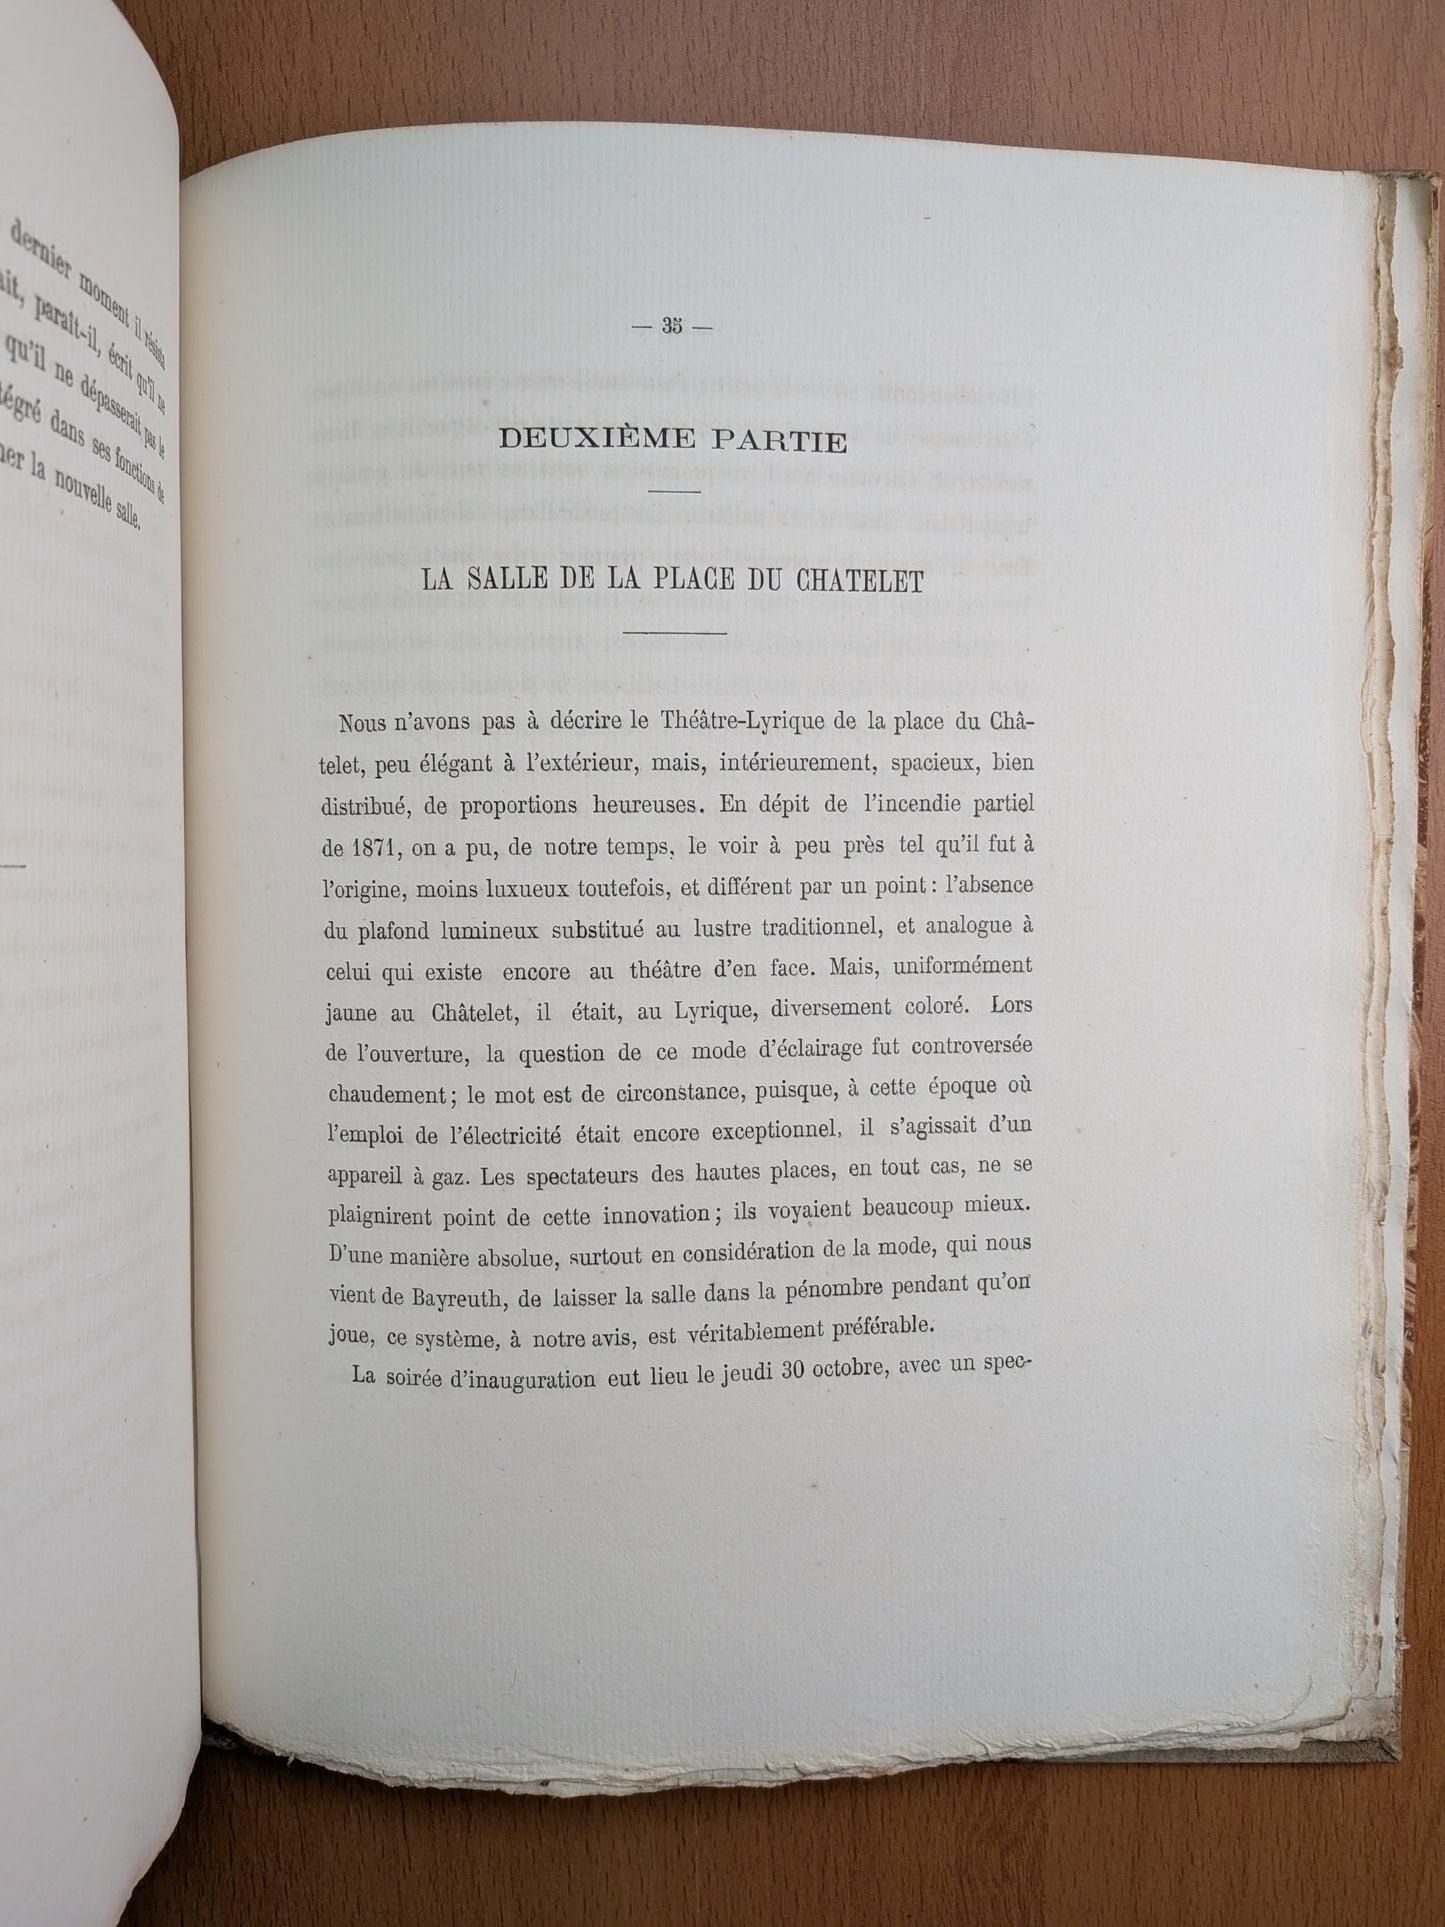 dernier moment il résista
ait, paraît-il, écrit qu'il ne
qu'il ne dépasserait pas le
tégré dans ses fonctions de
ner la nouvelle salle.
— 35 —
DEUXIÈME PARTIE
LA SALLE DE LA PLACE DU CHATELET
Nous n'avons pas à décrire le Théâtre-Lyrique de la place du Châ-
telet, peu élégant à l'extérieur, mais, intérieurement, spacieux, bien
distribué, de proportions heureuses. En dépit de l'incendie partiel
de 1871, on a pu, de notre temps, le voir à peu près tel qu'il fut à
l'origine, moins luxueux toutefois, et différent par un point : l'absence
du plafond lumineux substitué au lustre traditionnel, et analogue à
celui qui existe encore au théâtre d'en face. Mais, uniformément
jaune au Châtelet, il était, au Lyrique, diversement coloré. Lors
de l'ouverture, la question de ce mode d'éclairage fut controversée
chaudement ; le mot est de circonstance, puisque, à cette époque où
l'emploi de l'électricité était encore exceptionnel, il s'agissait d'un
appareil à gaz. Les spectateurs des hautes places, en tout cas, ne se
plaignirent point de cette innovation ; ils voyaient beaucoup mieux.
D'une manière absolue, surtout en considération de la mode, qui nous
vient de Bayreuth, de laisser la salle dans la pénombre pendant qu'on
joue, ce système, à notre avis, est véritablement préférable.
La soirée d'inauguration eut lieu le jeudi 30 octobre, avec un spec-